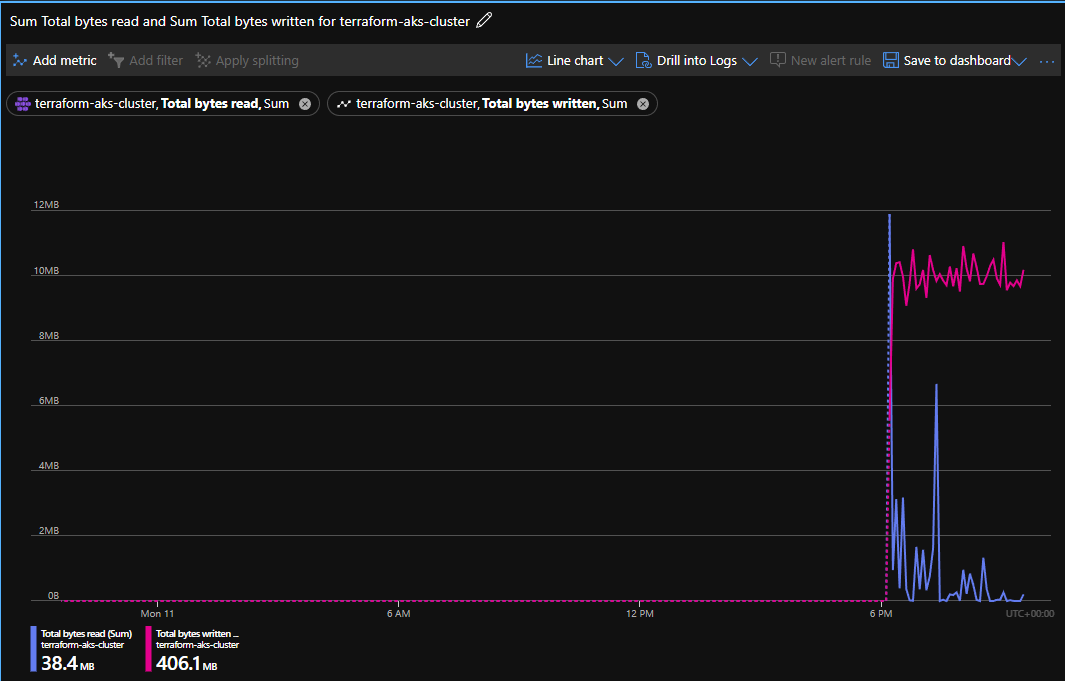 Sum Total bytes read and Sum Total bytes written for terraform-aks-cluster
Add metric Add filter Apply splitting Line chart Drill into Logs New alert rule Save to dashboard ...
terraform-aks-cluster, Total bytes read, Sum terraform-aks-cluster, Total bytes written, Sum
12MB
10MB
8MB
6MB
4MB
2MB
0B
Mon 11 6 AM 12 PM 6 PM UTC+00:00
Total bytes read (Sum) Total bytes written ...
terraform-aks-cluster terraform-aks-cluster
38.4 MB 406.1 MB